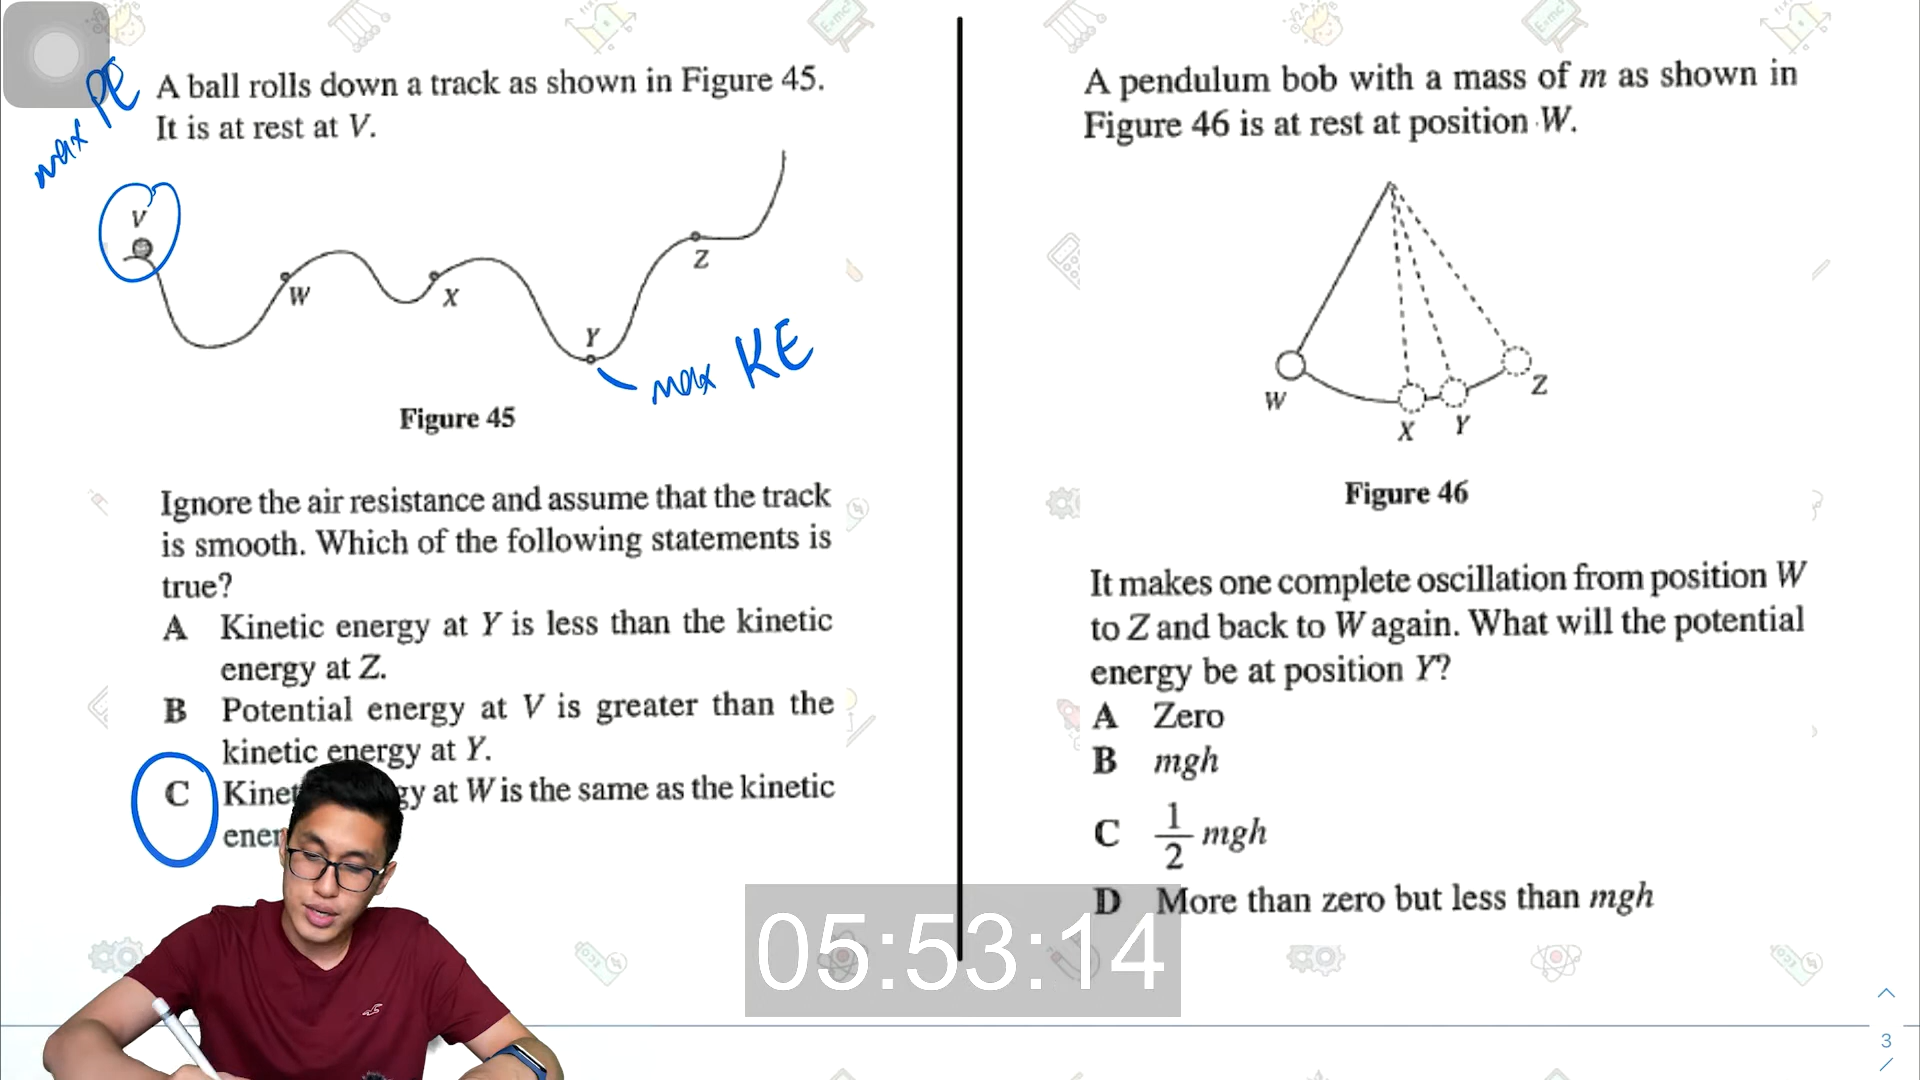 max PE
A ball rolls down a track as shown in Figure 45.
It is at rest at V.
V
W
X
Y
Z
max KE
Figure 45
Ignore the air resistance and assume that the track
is smooth. Which of the following statements is
true?
A Kinetic energy at Y is less than the kinetic
energy at Z.
B Potential energy at V is greater than the
kinetic energy at Y.
C Kinet gy at W is the same as the kinetic
ener
A pendulum bob with a mass of m as shown in
Figure 46 is at rest at position W.
W
X
Y
Z
Figure 46
It makes one complete oscillation from position W
to Z and back to W again. What will the potential
energy be at position Y?
A Zero
B mgh
C 1/2 mgh
D More than zero but less than mgh
05:53:14
3